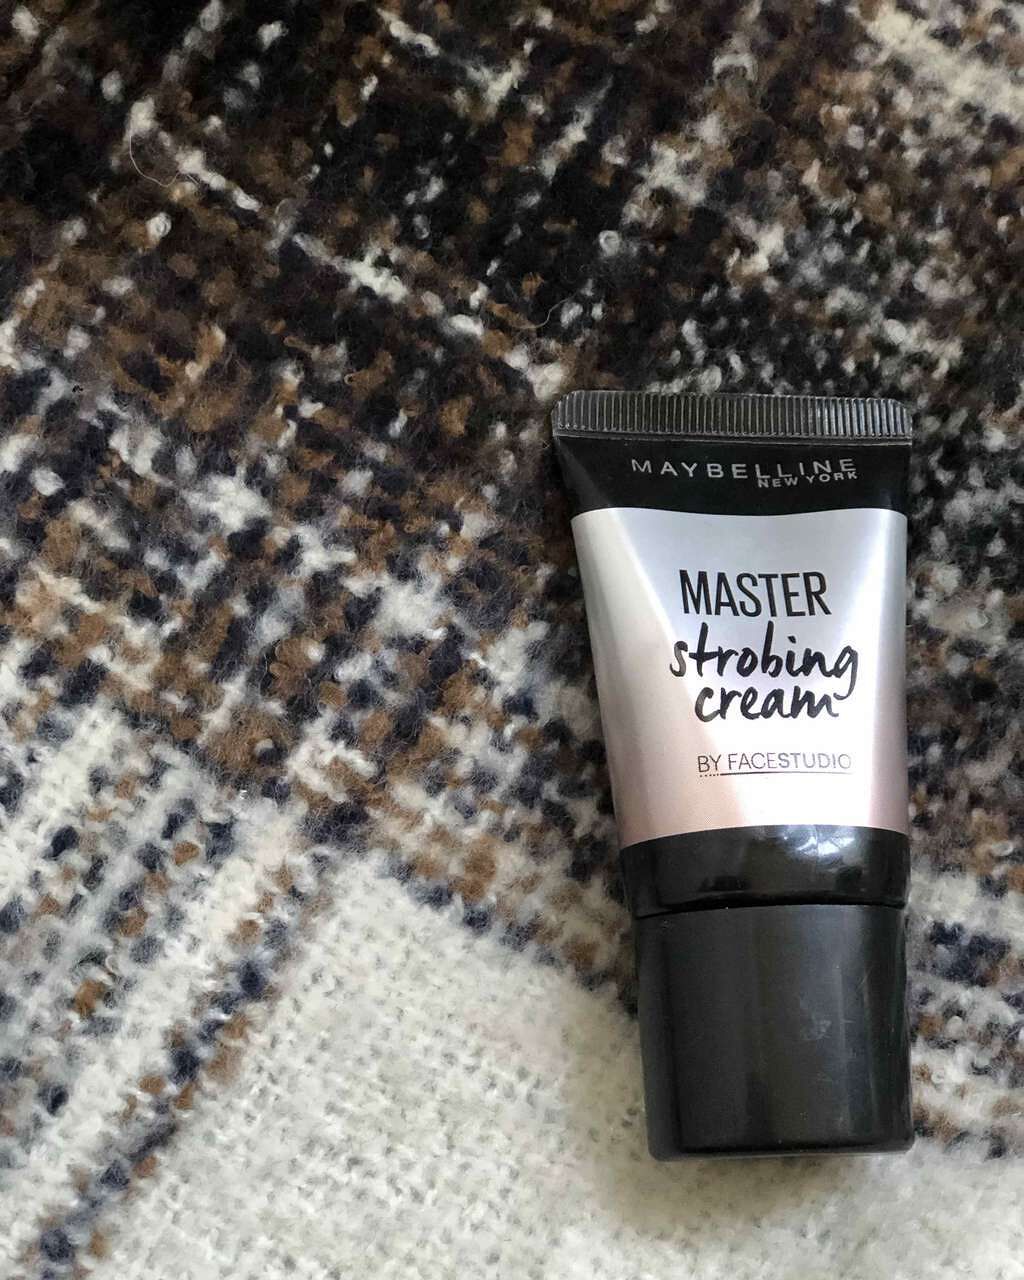 MAYBELLINE
NEW YORK
MASTER
strobing
cream
BY FACESTUDIO